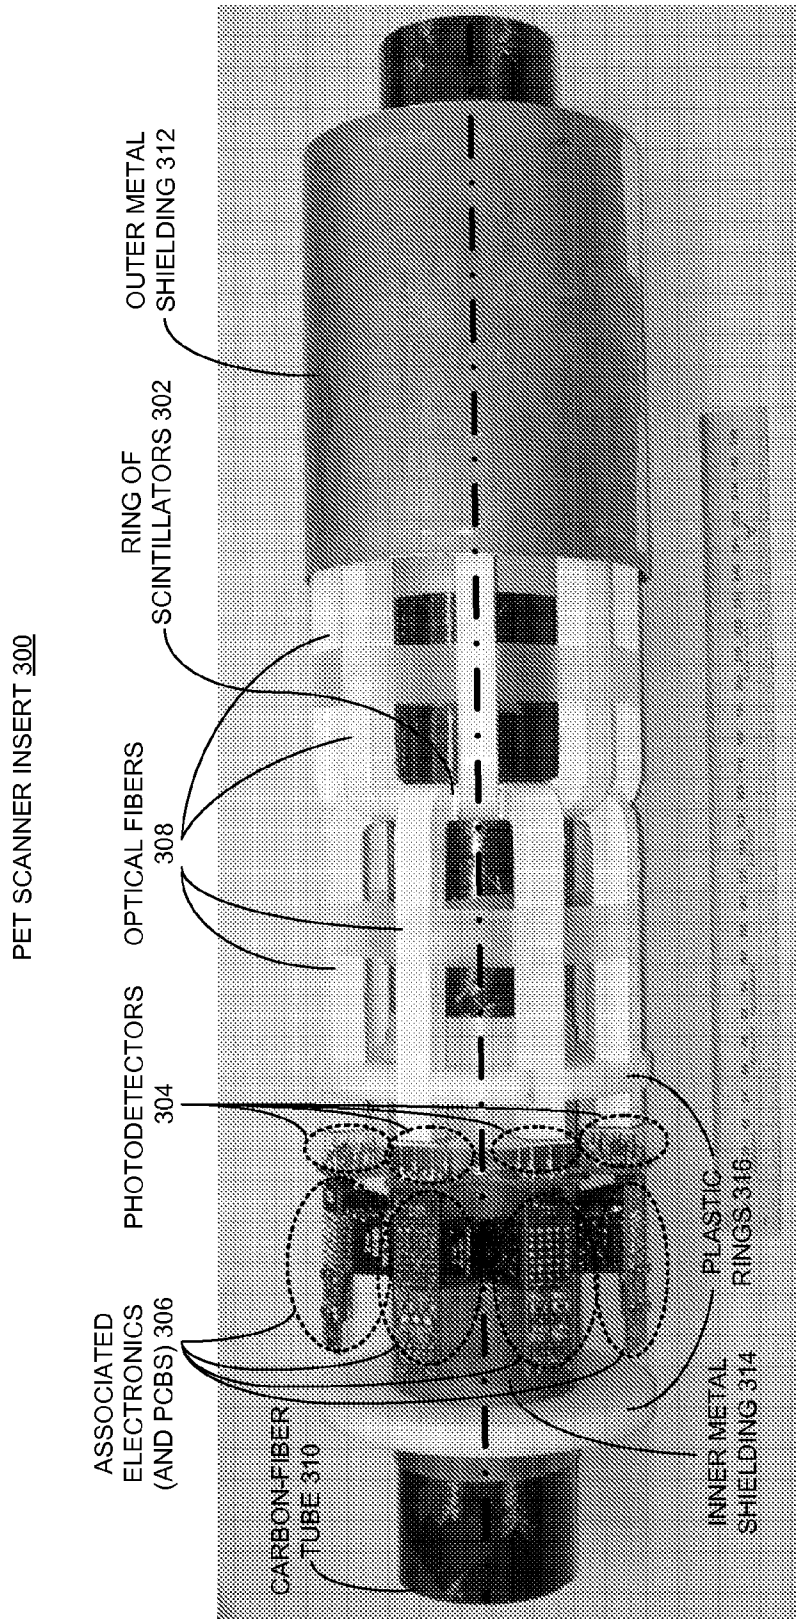 PET SCANNER INSERT 300
ASSOCIATED
ELECTRONICS
(AND PCBS) 306
PHOTODETECTORS
304
OPTICAL FIBERS
308
RING OF
SCINTILLATORS 302
OUTER METAL
SHIELDING 312
CARBON-FIBER
TUBE 310
INNER METAL
SHIELDING 314
PLASTIC
RINGS 316